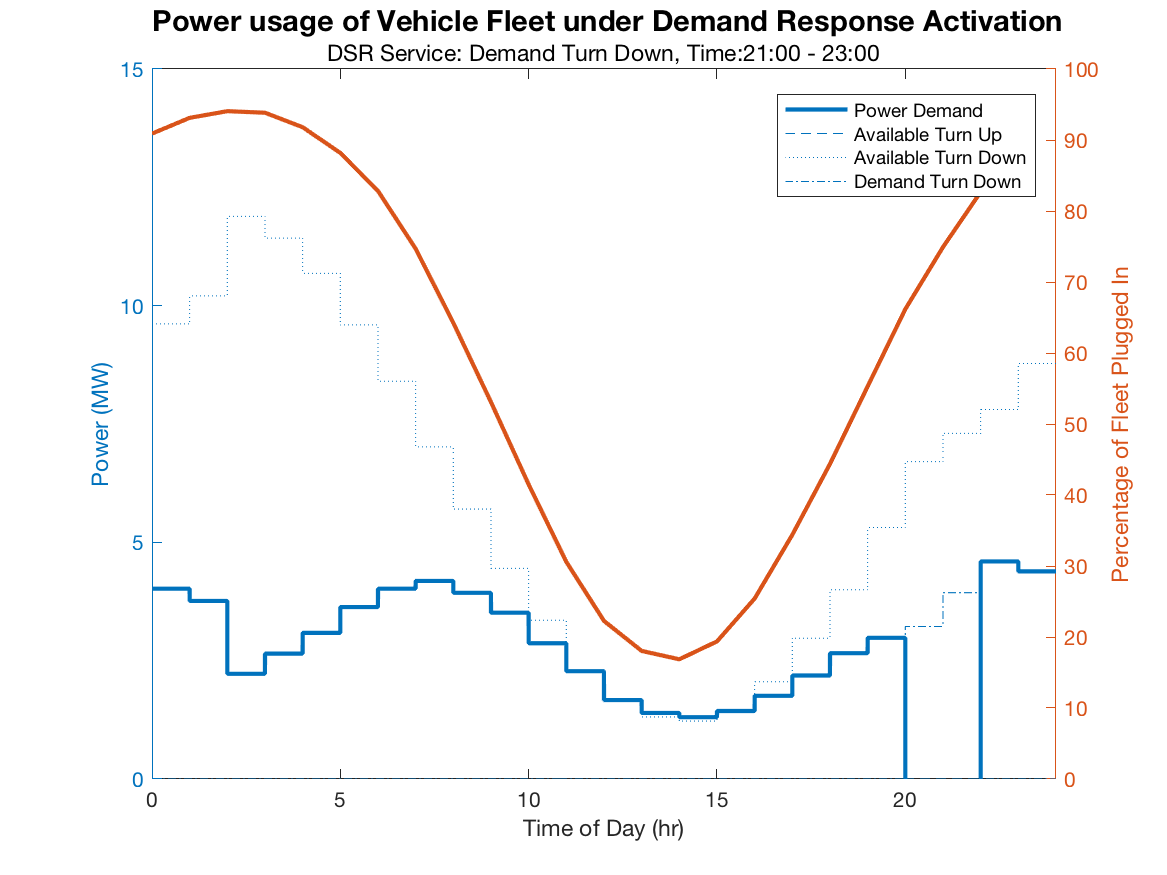 Power usage of Vehicle Fleet under Demand Response Activation
DSR Service: Demand Turn Down, Time:21:00 - 23:00
15
10
5
0
Power (MW)
100
90
80
70
60
50
40
30
20
10
0
Percentage of Fleet Plugged In
Power Demand
Available Turn Up
Available Turn Down
Demand Turn Down
0 5 10 15 20
Time of Day (hr)